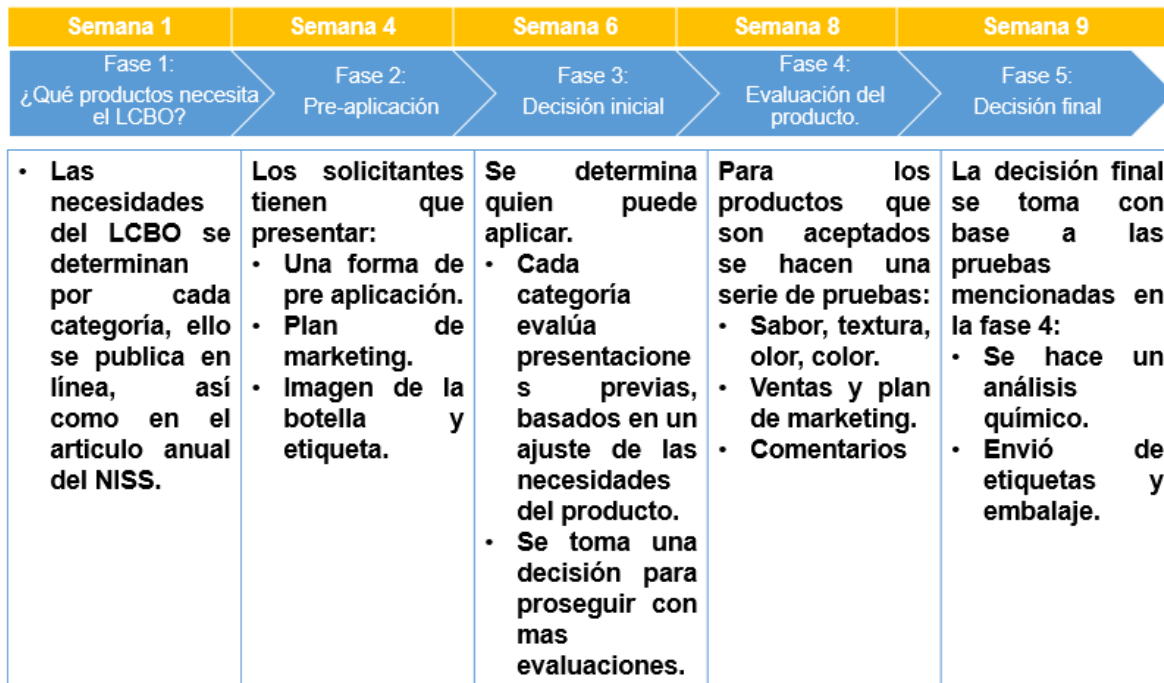 Semana 1
Semana 4
Semana 6
Semana 8
Semana 9
Fase 1:
¿Qué productos necesita
el LCBO?
Fase 2:
Pre-aplicación
Fase 3:
Decisión inicial
Fase 4:
Evaluación del
producto.
Fase 5:
Decisión final
• Las
necesidades
del LCBO se
determinan
por cada
categoría, ello
se publica en
línea, así
como en el
articulo anual
del NISS.
Los solicitantes
tienen que
presentar:
• Una forma de
pre aplicación.
• Plan de
marketing.
• Imagen de la
botella y
etiqueta.
Se determina
quien puede
aplicar.
• Cada
categoría
evalúa
presentacione
s previas,
basados en un
ajuste de las
necesidades
del producto.
• Se toma una
decisión para
proseguir con
mas
evaluaciones.
Para los
productos que
son aceptados
se hacen una
serie de pruebas:
• Sabor, textura,
olor, color.
• Ventas y plan
de marketing.
• Comentarios
La decisión final
se toma con
base a las
pruebas
mencionadas en
la fase 4:
• Se hace un
análisis
químico.
• Envió de
etiquetas y
embalaje.